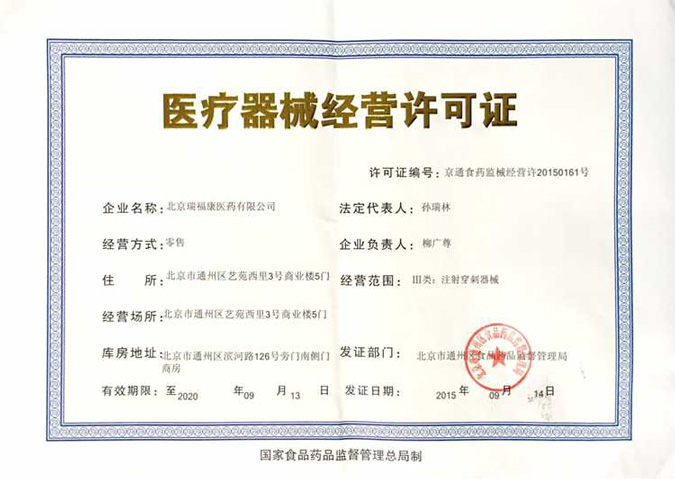 医疗器械经营许可证
许可证编号：京通食药监械经营许20150161号
企业名称：北京瑞福康医药有限公司 法定代表人：孙瑞林
经营方式：零售 企业负责人：柳广尊
住 所：北京市通州区艺苑西里3号商业楼5门 经营范围：Ⅲ类：注射穿刺器械
经营场所：北京市通州区艺苑西里3号商业楼5门
库房地址：北京市通州区滨河路126号旁门南侧门 发证部门：北京市通州区食品药品监督管理局
商房
有效期限：至2020 年09 月13 日 发证日期：2015年 09月 14日
国家食品药品监督管理总局制